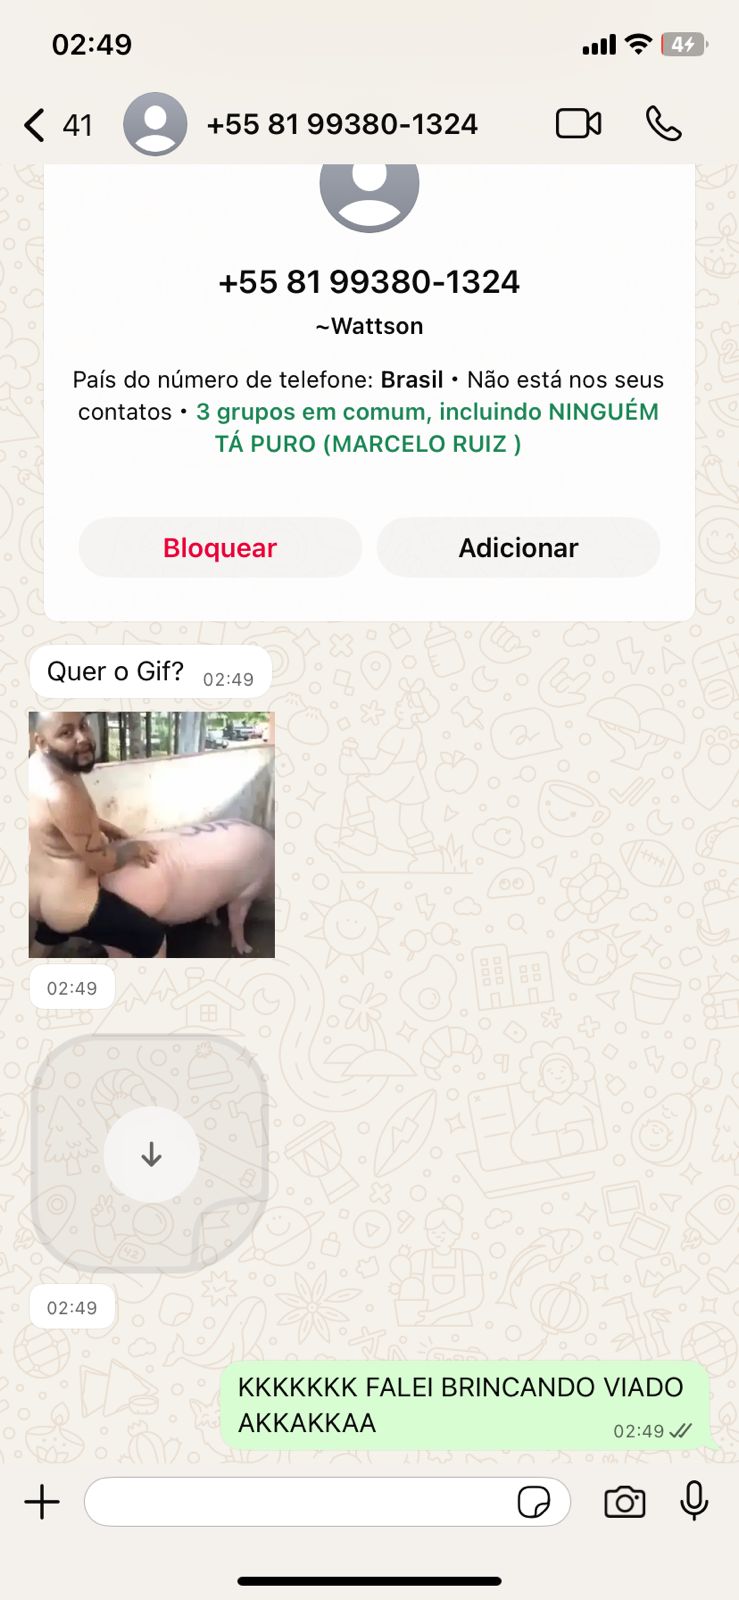 02:49
4
41
+55 81 99380-1324
+55 81 99380-1324
~Wattson
País do número de telefone: Brasil • Não está nos seus
contatos • 3 grupos em comum, incluindo NINGUÉM
TÁ PURO (MARCELO RUIZ )
Bloquear
Adicionar
Quer o Gif? 02:49
02:49
02:49
KKKKKKK FALEI BRINCANDO VIADO
AKKAKKAA 02:49